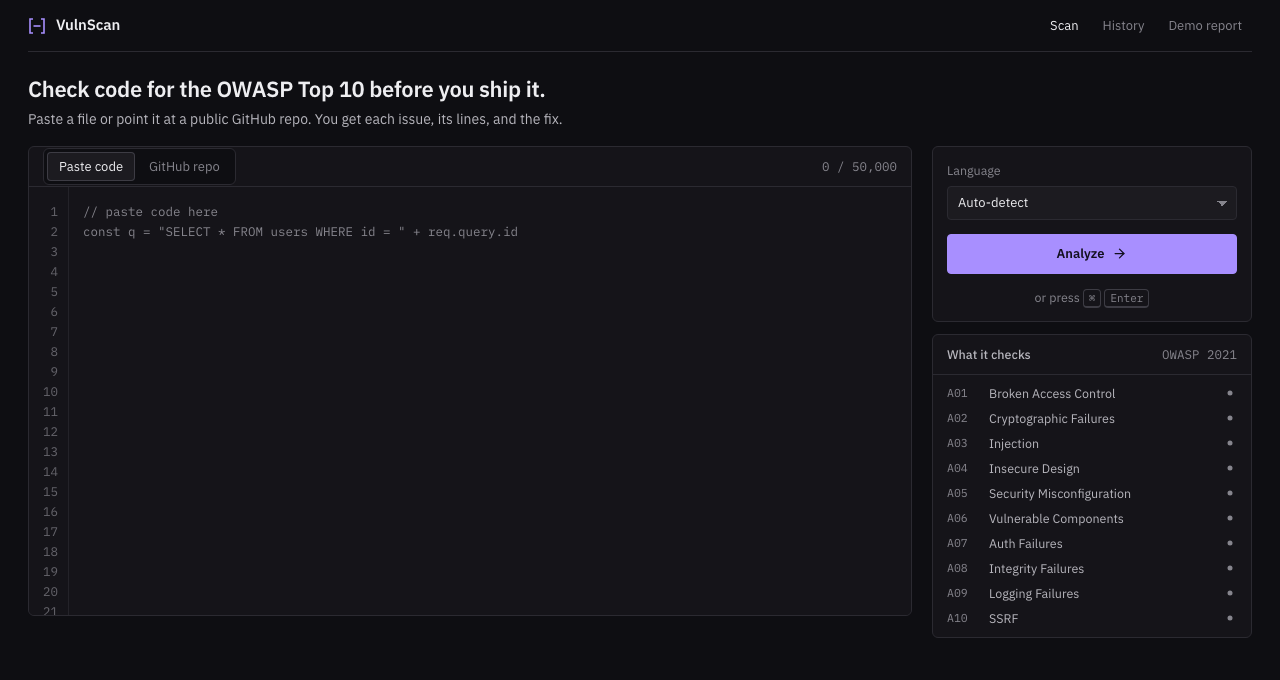 [-] VulnScan
Scan History Demo report
Check code for the OWASP Top 10 before you ship it.
Paste a file or point it at a public GitHub repo. You get each issue, its lines, and the fix.
Paste code GitHub repo 0 / 50,000
1 // paste code here
2 const q = "SELECT * FROM users WHERE id = " + req.query.id
3
4
5
6
7
8
9
10
11
12
13
14
15
16
17
18
19
20
21
Language
Auto-detect
Analyze →
or press ⌘ Enter
What it checks OWASP 2021
A01 Broken Access Control
A02 Cryptographic Failures
A03 Injection
A04 Insecure Design
A05 Security Misconfiguration
A06 Vulnerable Components
A07 Auth Failures
A08 Integrity Failures
A09 Logging Failures
A10 SSRF